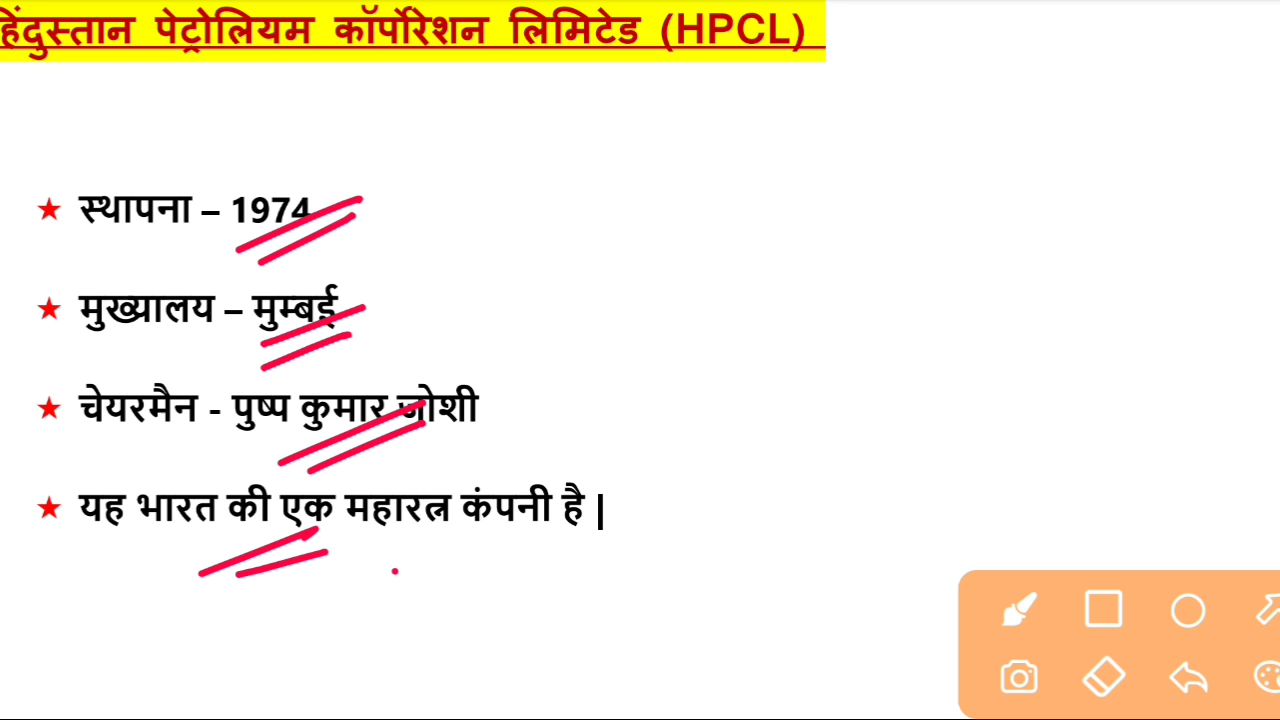 हिंदुस्तान पेट्रोलियम कॉर्पोरेशन लिमिटेड (HPCL)
★ स्थापना – 1974
★ मुख्यालय – मुम्बई
★ चेयरमैन - पुष्प कुमार जोशी
★ यह भारत की एक महारत्न कंपनी है |